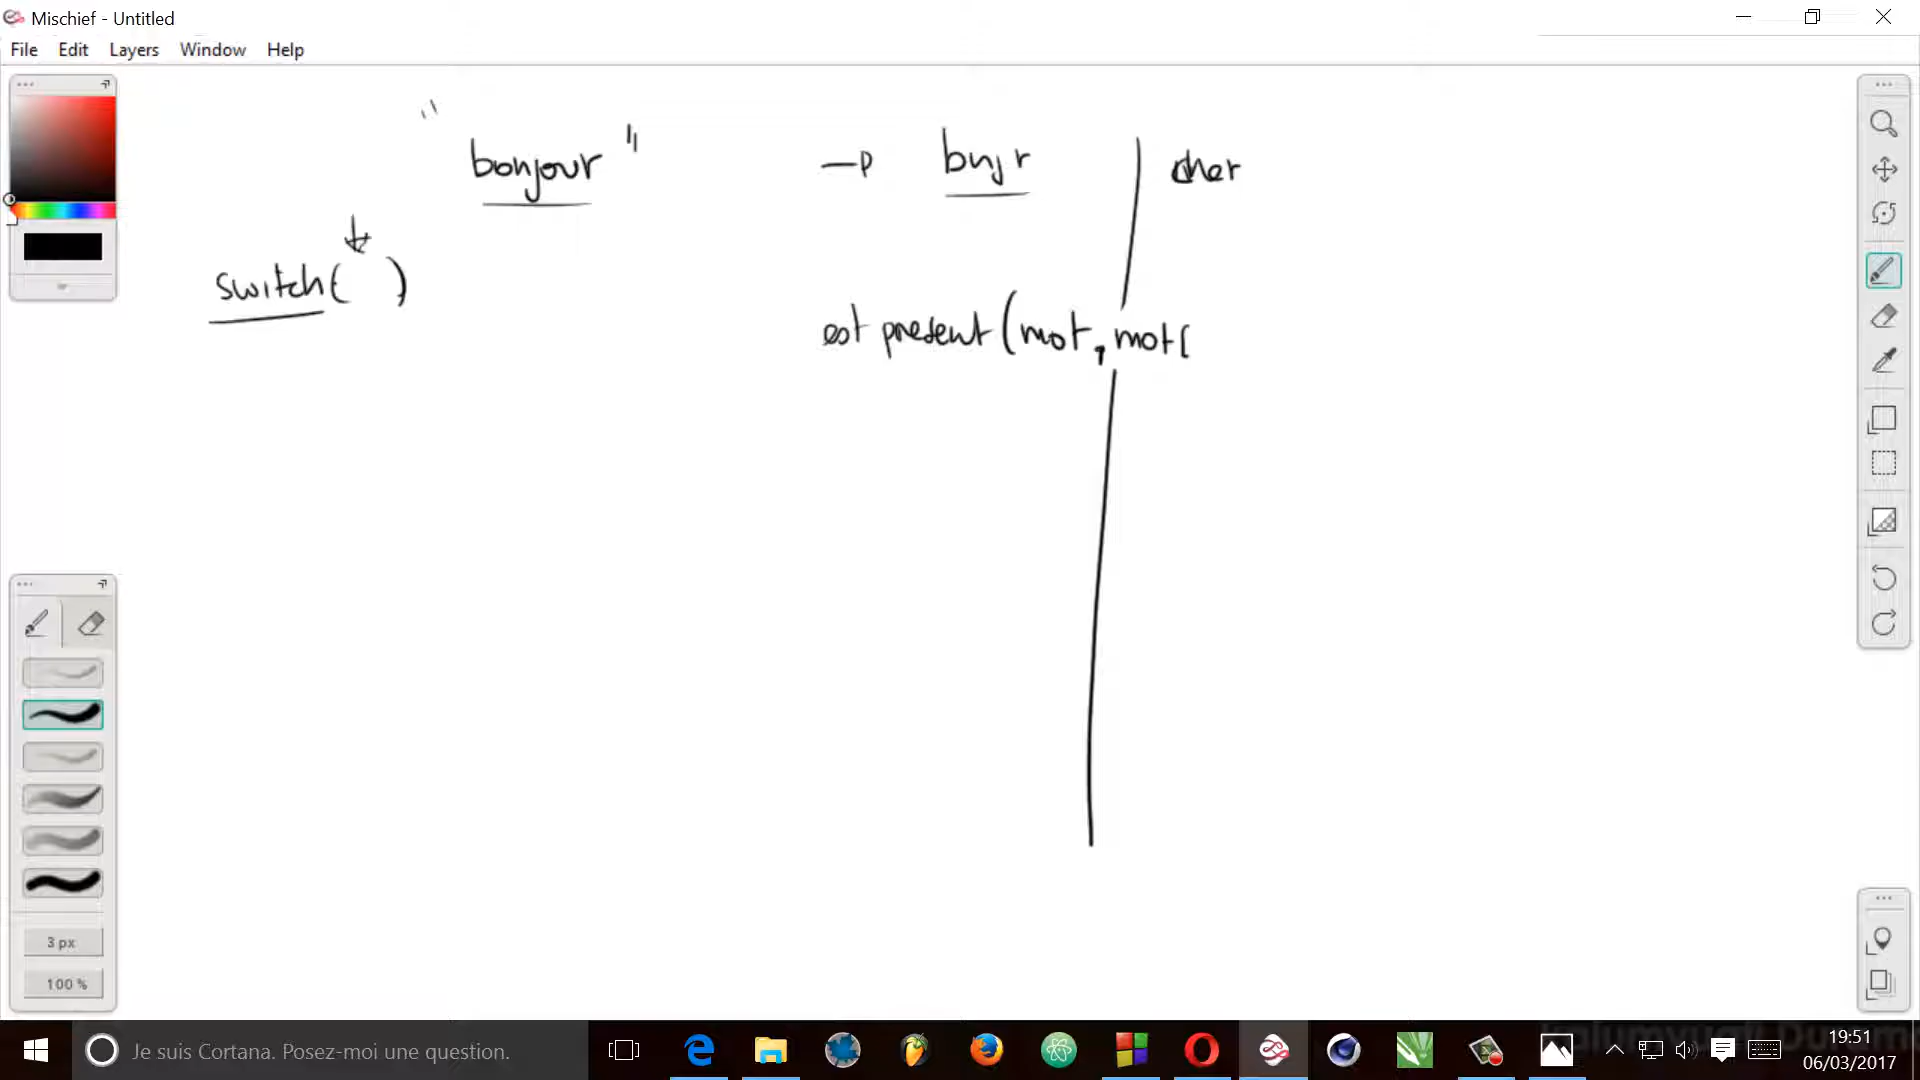 Mischief - Untitled
File Edit Layers Window Help
" bonjour " bnjr cher
switch( )
est present (mot, mot[
3 px
100 %
Je suis Cortana. Posez-moi une question.
19:51
06/03/2017